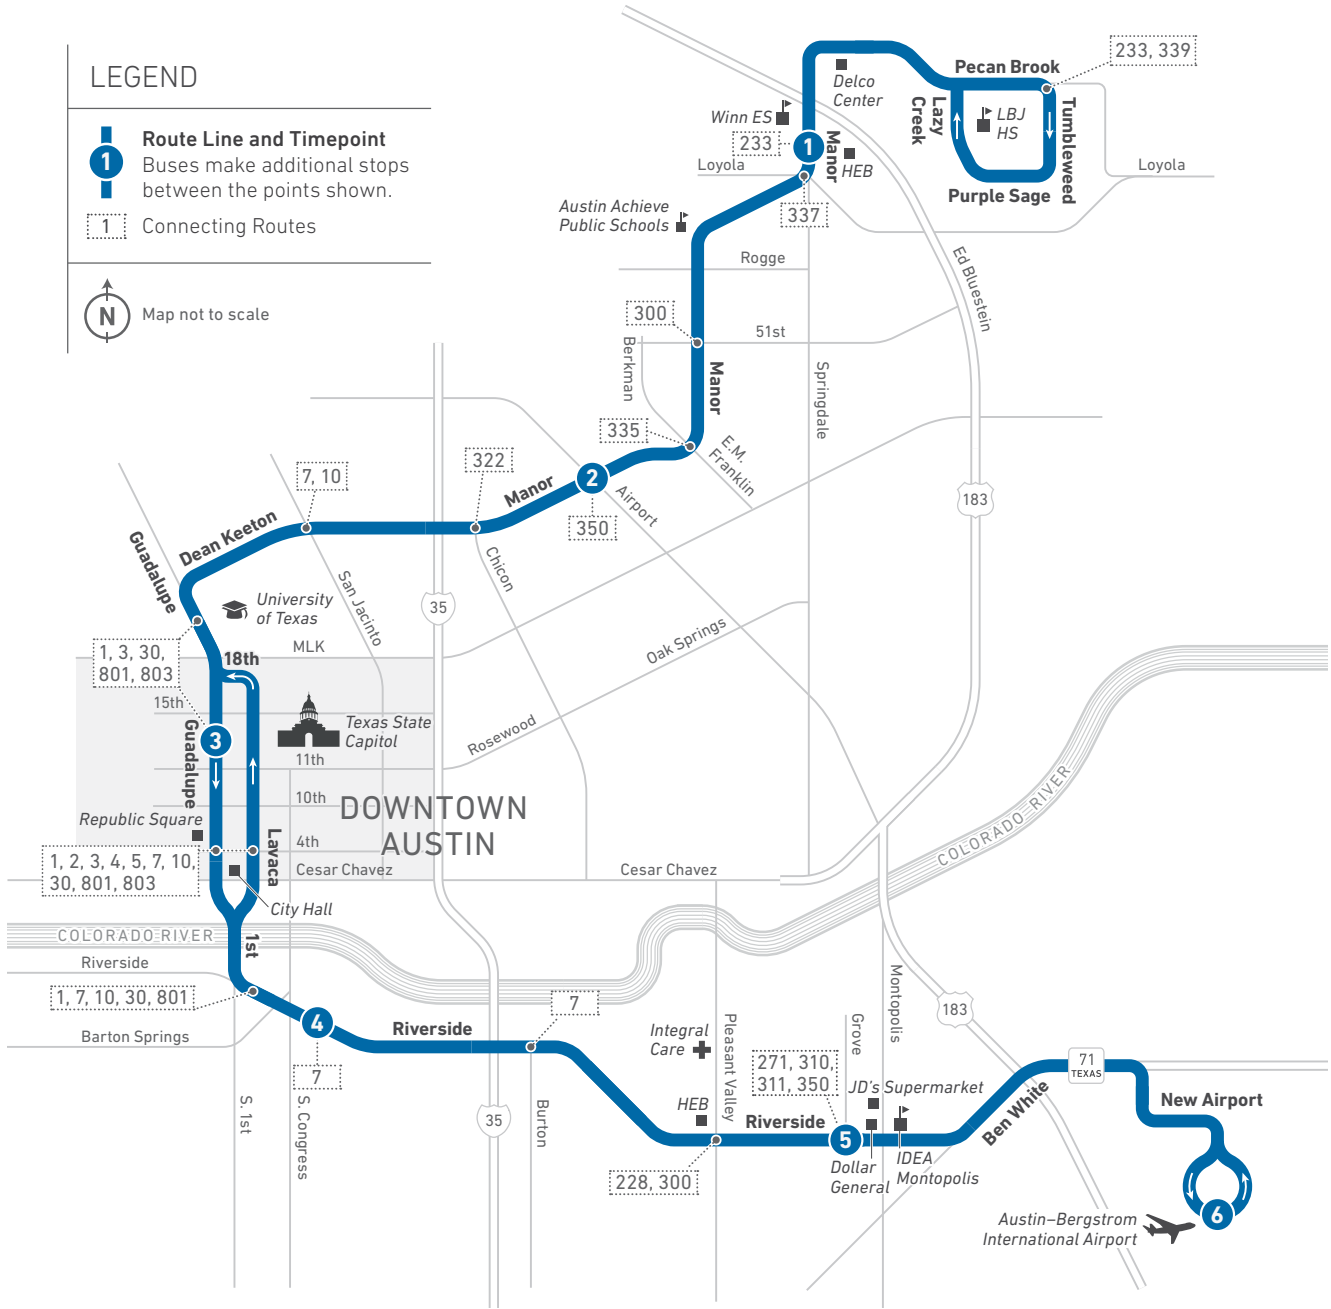 LEGEND
1
Route Line and Timepoint
Buses make additional stops
between the points shown.
1
Connecting Routes
N
Map not to scale
233, 339
Pecan Brook
Delco
Center
Lazy
Creek
LBJ
HS
Tumbleweed
Purple Sage
Loyola
Winn ES
233
1
Manor
HEB
Loyola
337
Austin Achieve
Public Schools
Rogge
Ed Bluestein
300
51st
Berkman
Manor
Springdale
335
E.M.
Franklin
322
7, 10
Manor
2
350
Airport
183
Dean Keeton
Guadalupe
Chicon
San Jacinto
35
University
of Texas
Oak Springs
MLK
1, 3, 30,
801, 803
18th
15th
Guadalupe
3
Texas State
Capitol
Rosewood
11th
10th
DOWNTOWN
AUSTIN
Republic Square
Lavaca
4th
1, 2, 3, 4, 5, 7, 10,
30, 801, 803
Cesar Chavez
Cesar Chavez
COLORADO RIVER
City Hall
COLORADO RIVER
1st
Riverside
1, 7, 10, 30, 801
Barton Springs
4
7
Riverside
7
S. 1st
S. Congress
35
Burton
Integral
Care
Pleasant Valley
HEB
228, 300
Riverside
271, 310,
311, 350
Grove
Montopolis
JD's Supermarket
5
Dollar
General
IDEA
Montopolis
183
Ben White
71
TEXAS
New Airport
6
Austin–Bergstrom
International Airport